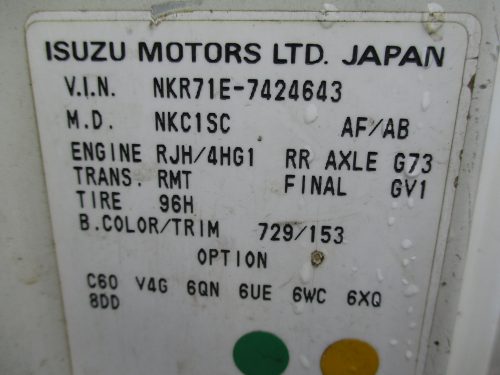 ISUZU MOTORS LTD. JAPAN
V.I.N. NKR71E-7424643
M.D. NKC1SC AF/AB
ENGINE RJH/4HG1 RR AXLE G73
TRANS. RMT FINAL GV1
TIRE 96H
B.COLOR/TRIM 729/153
OPTION
C60 V4G 6QN 6UE 6WC 6XQ
8DD